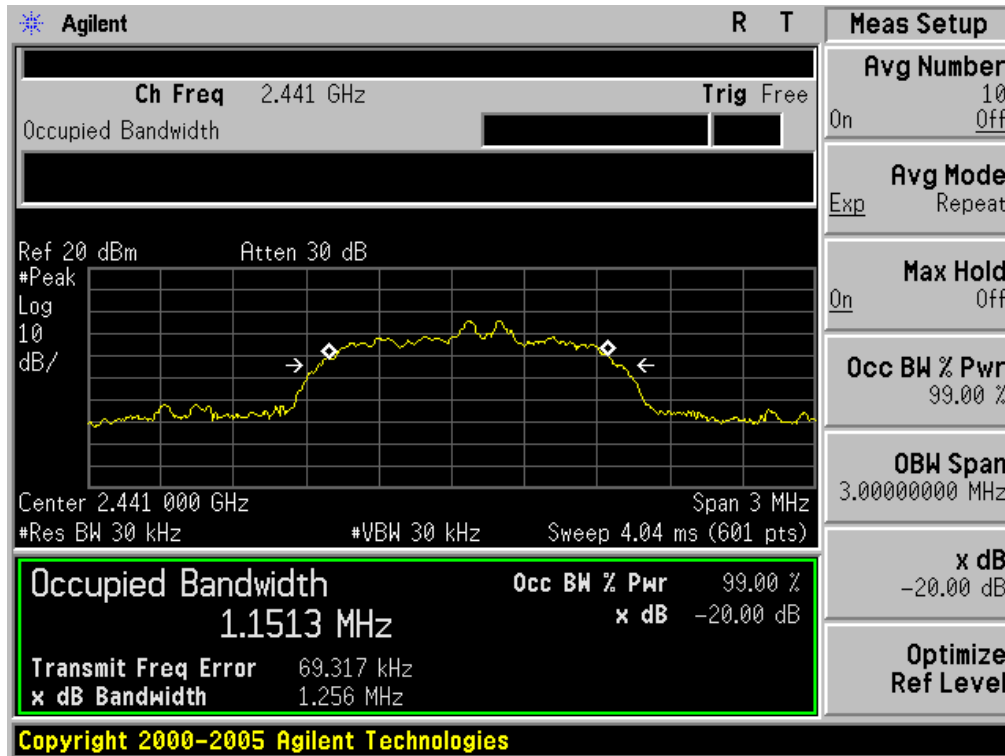 Agilent R T
Ch Freq 2.441 GHz Trig Free
Occupied Bandwidth
Ref 20 dBm Atten 30 dB
#Peak
Log
10
dB/
Center 2.441 000 GHz Span 3 MHz
#Res BW 30 kHz #VBW 30 kHz Sweep 4.04 ms (601 pts)
Occupied Bandwidth Occ BW % Pwr 99.00 %
1.1513 MHz x dB -20.00 dB
Transmit Freq Error 69.317 kHz
x dB Bandwidth 1.256 MHz
Copyright 2000-2005 Agilent Technologies
Meas Setup
Avg Number
10
On Off
Avg Mode
Exp Repeat
Max Hold
On Off
Occ BW % Pwr
99.00 %
OBW Span
3.00000000 MHz
x dB
-20.00 dB
Optimize
Ref Level